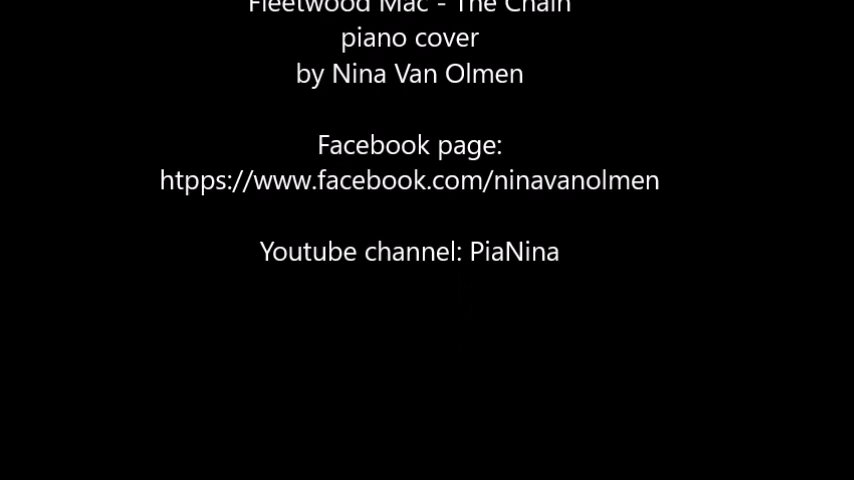 Fleetwood Mac - The Chain
piano cover
by Nina Van Olmen
Facebook page:
htpps://www.facebook.com/ninavanolmen
Youtube channel: PiaNina